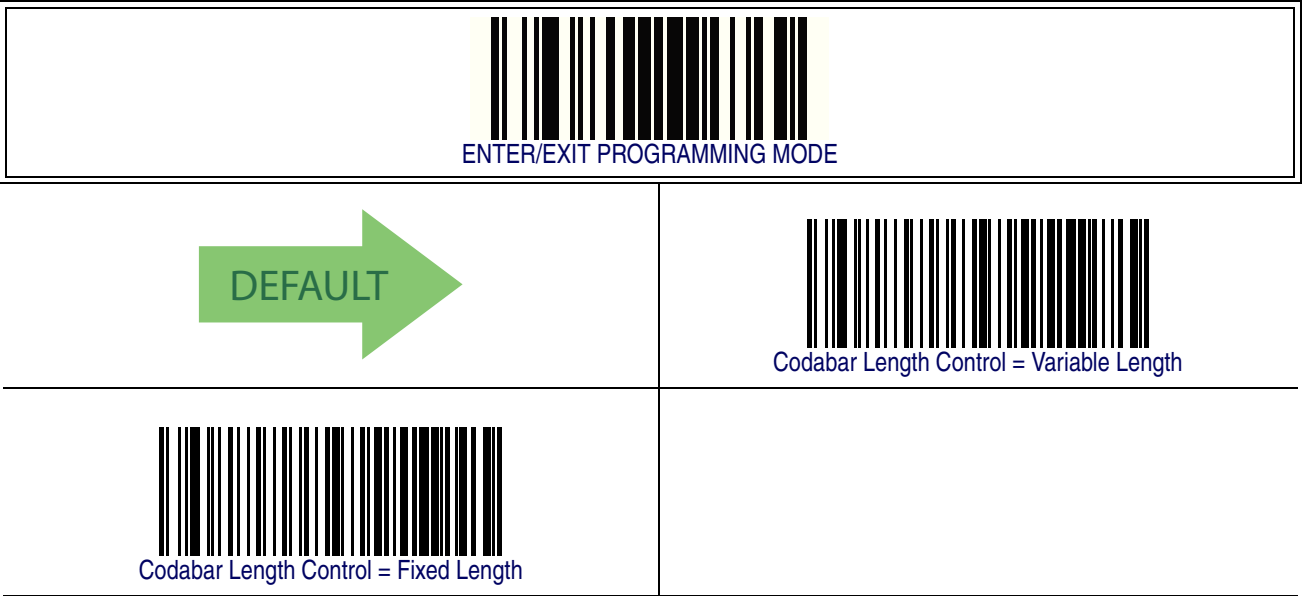 ENTER/EXIT PROGRAMMING MODE
DEFAULT
Codabar Length Control = Variable Length
Codabar Length Control = Fixed Length